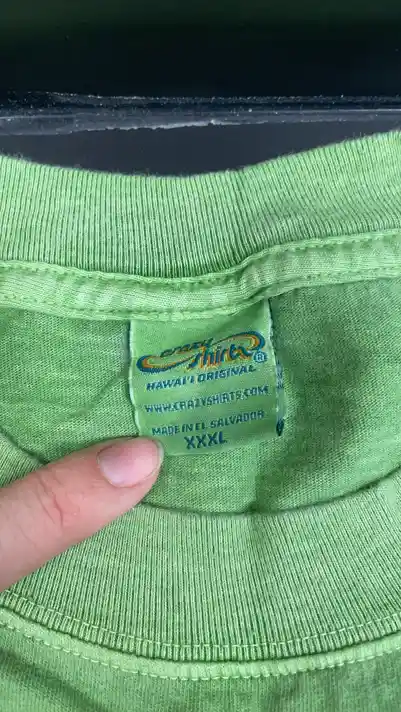 crazy
shirts®
HAWAI'I ORIGINAL
WWW.CRAZYSHIRTS.COM
MADE IN EL SALVADOR
XXXL